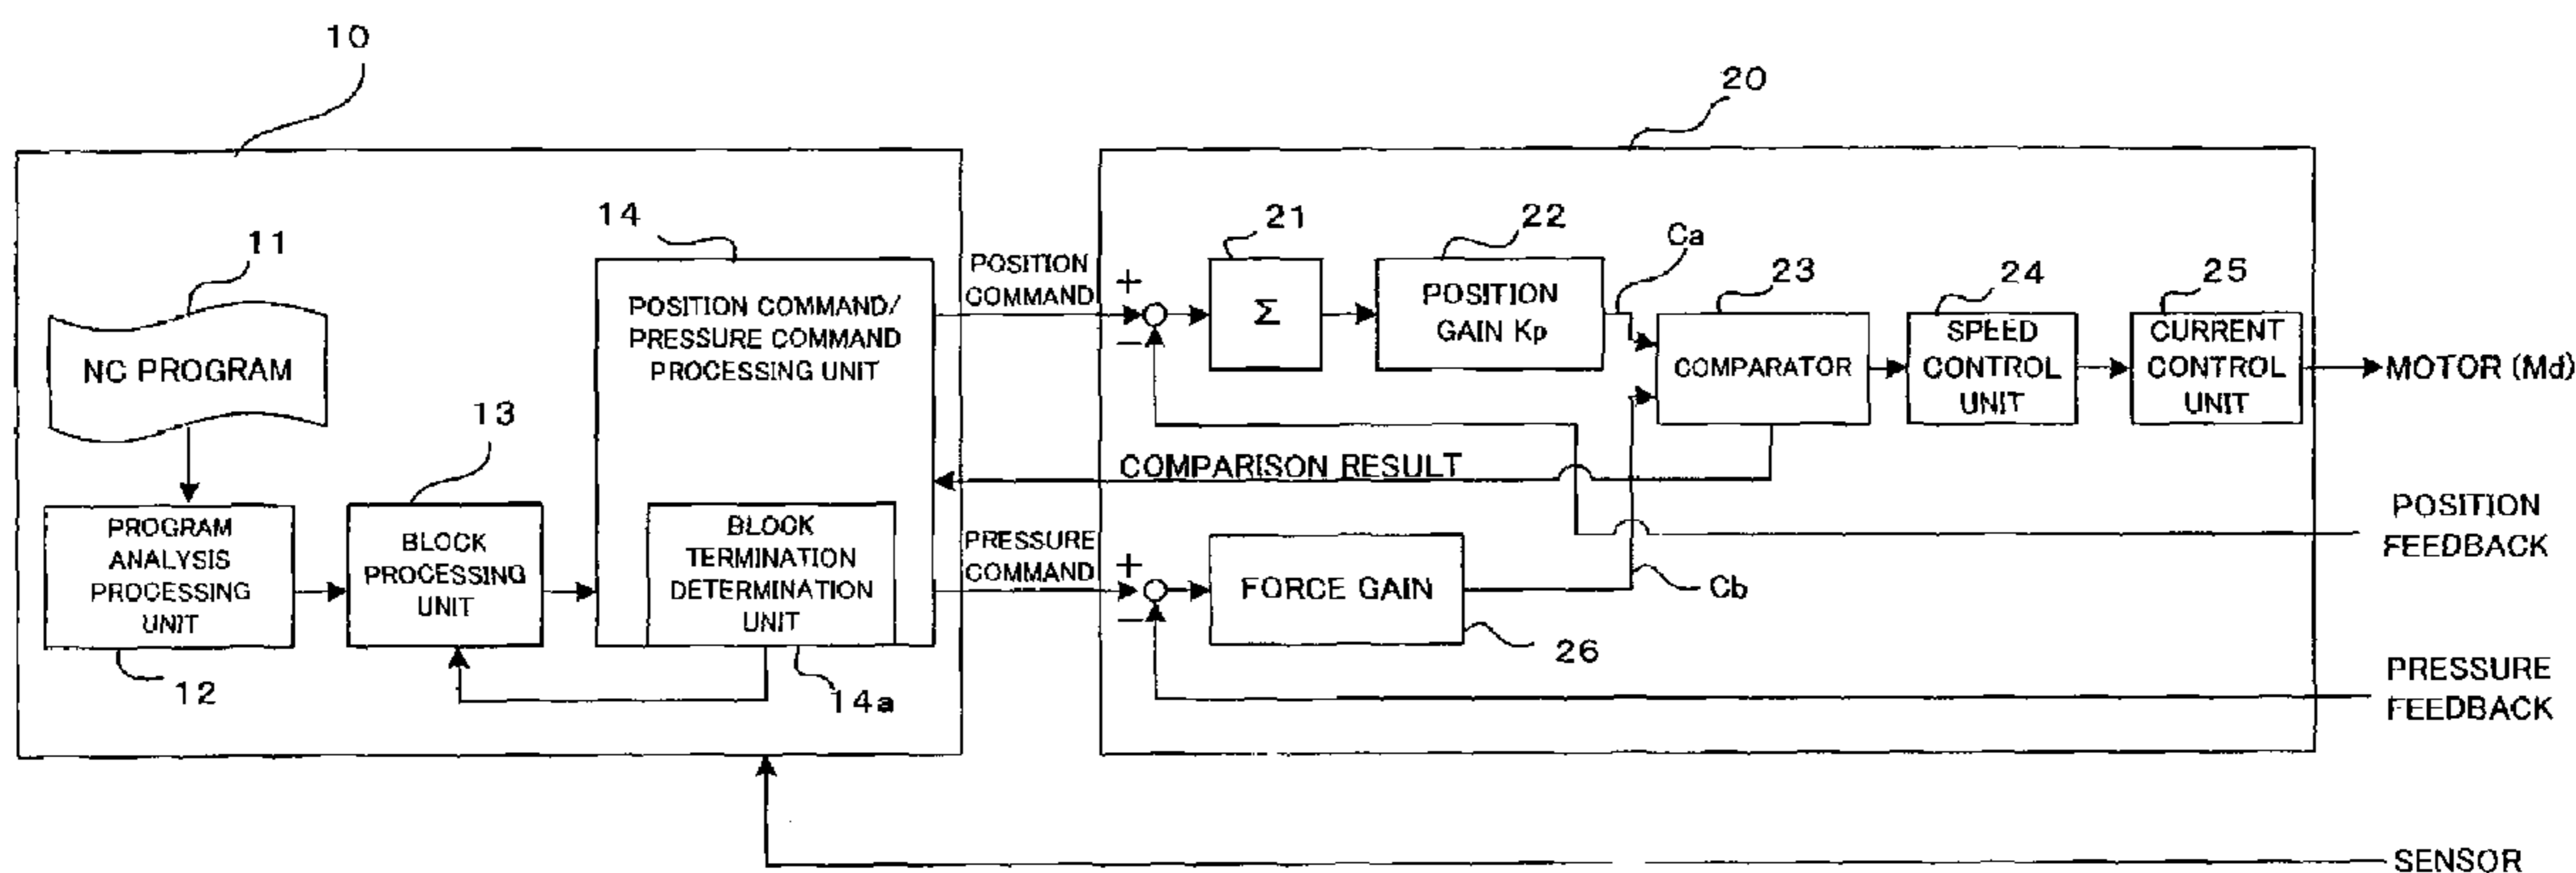 10
20
14
21
22
Ca
23
24
25
11
POSITION
COMMAND
+
−
Σ
POSITION
GAIN Kp
COMPARATOR
SPEED
CONTROL
UNIT
CURRENT
CONTROL
UNIT
MOTOR (Md)
POSITION COMMAND/
PRESSURE COMMAND
PROCESSING UNIT
NC PROGRAM
13
COMPARISON RESULT
POSITION
FEEDBACK
PROGRAM
ANALYSIS
PROCESSING
UNIT
BLOCK
PROCESSING
UNIT
BLOCK
TERMINATION
DETERMINATION
UNIT
PRESSURE
COMMAND
+
−
FORCE GAIN
Cb
26
12
14a
PRESSURE
FEEDBACK
SENSOR